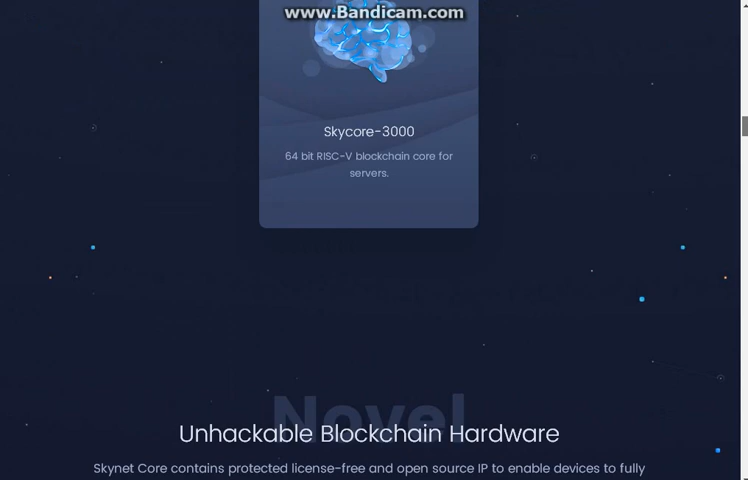 www.Bandicam.com
Skycore-3000
64 bit RISC-V blockchain core for
servers.
Novel
Unhackable Blockchain Hardware
Skynet Core contains protected license-free and open source IP to enable devices to fully